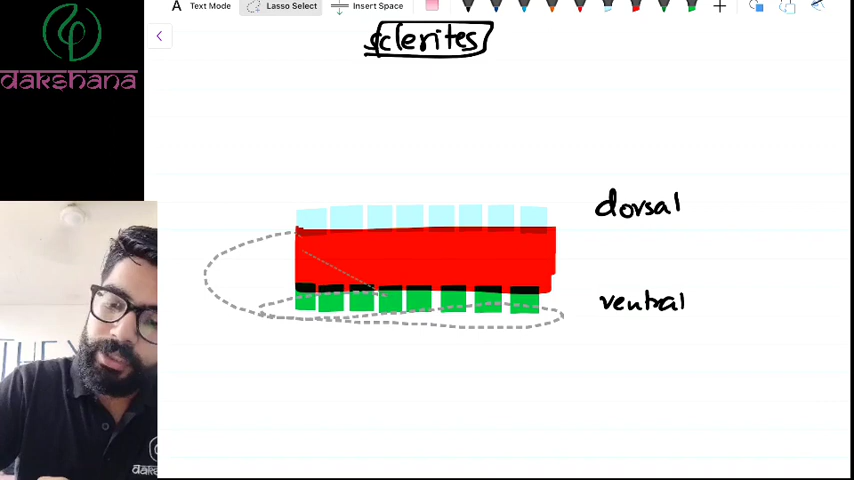 A Text Mode Lasso Select Insert Space
sclerites
dakshana
dorsal
ventral